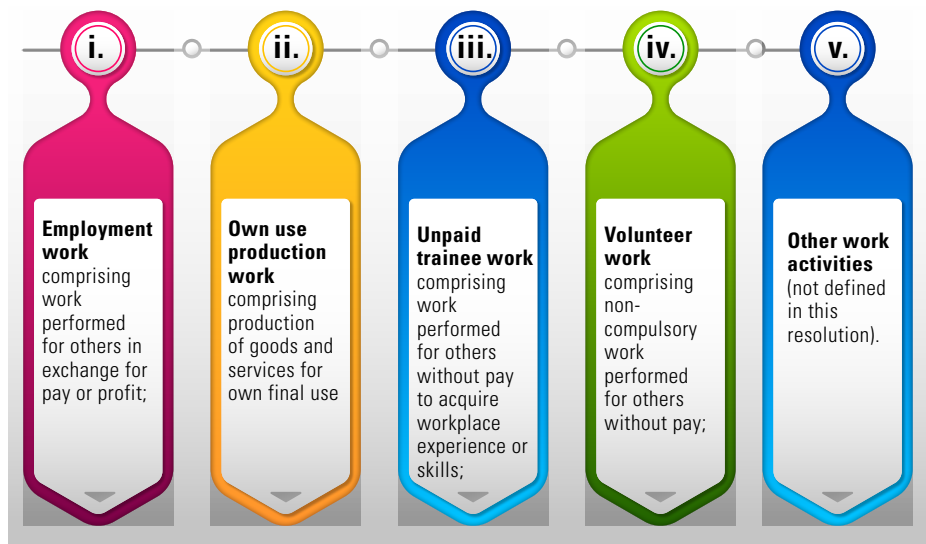 i.
Employment
work
comprising
work
performed
for others in
exchange for
pay or profit;
ii.
Own use
production
work
comprising
production
of goods and
services for
own final use
iii.
Unpaid
trainee work
comprising
work
performed
for others
without pay
to acquire
workplace
experience or
skills;
iv.
Volunteer
work
comprising
non-
compulsory
work
performed
for others
without pay;
v.
Other work
activities
(not defined
in this
resolution).